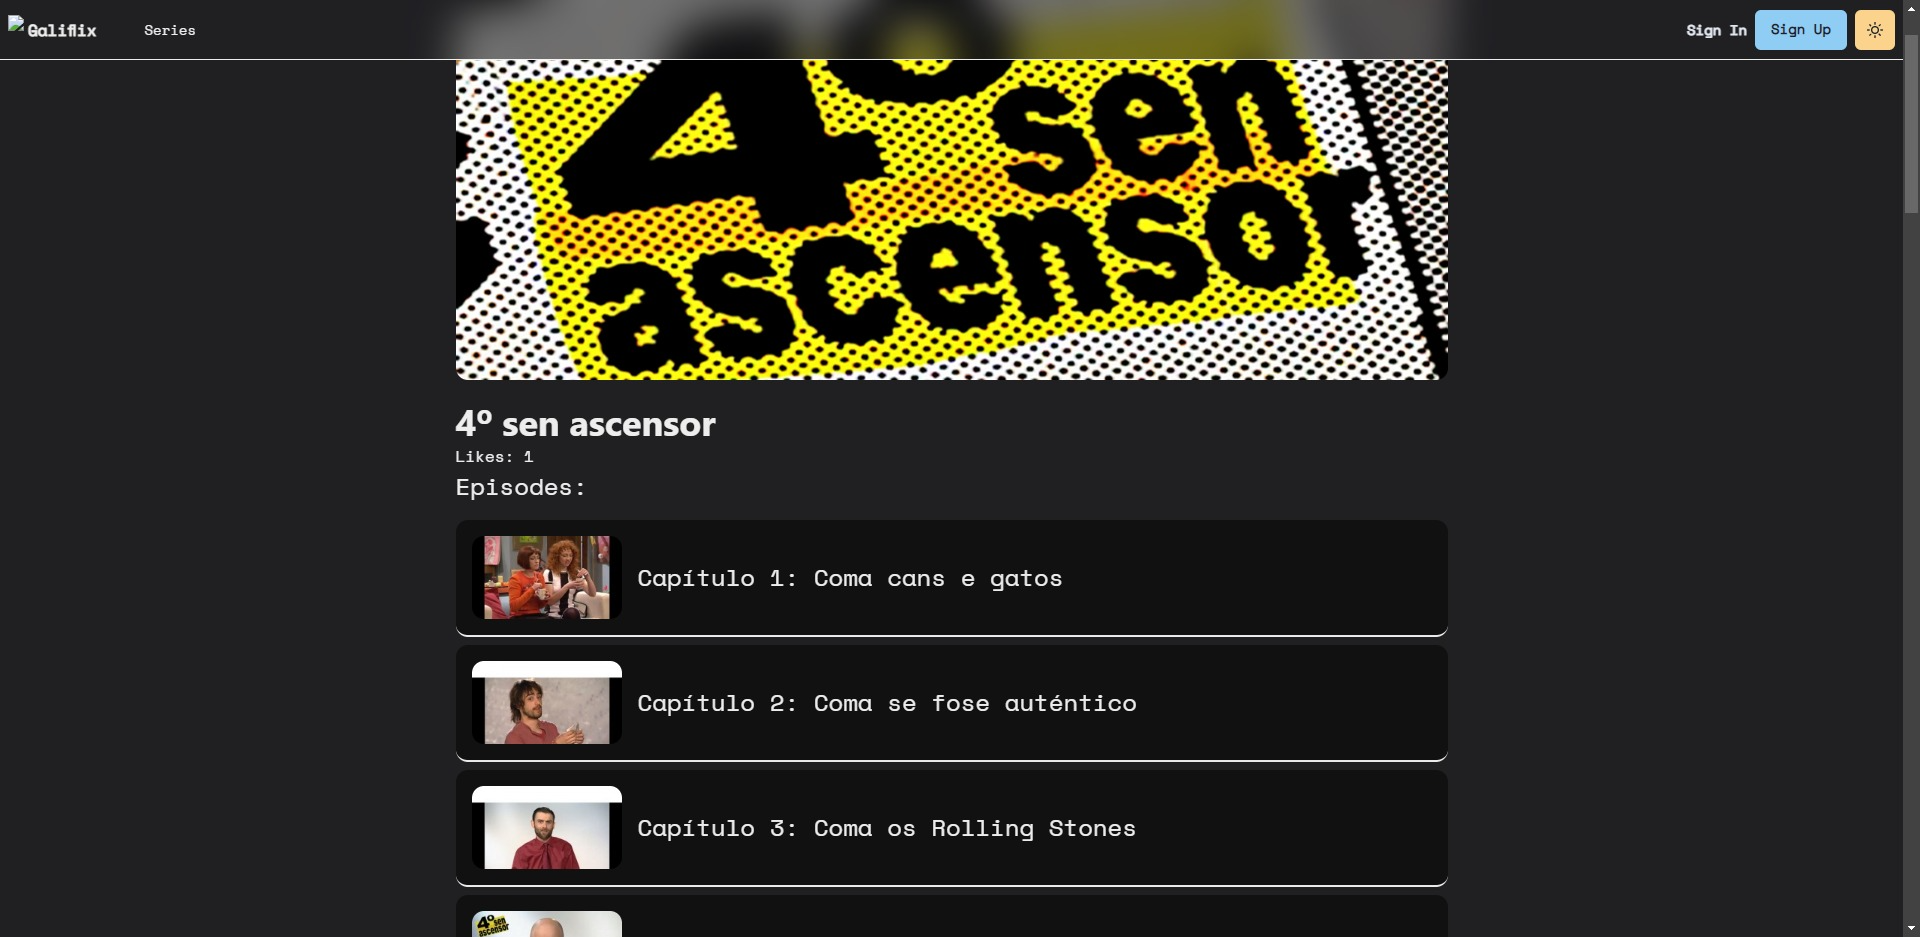 Galiflix
Series
Sign In
Sign Up
4º sen
ascensor
4º sen ascensor
Likes: 1
Episodes:
Capítulo 1: Coma cans e gatos
Capítulo 2: Coma se fose auténtico
Capítulo 3: Coma os Rolling Stones
4º sen
ascensor